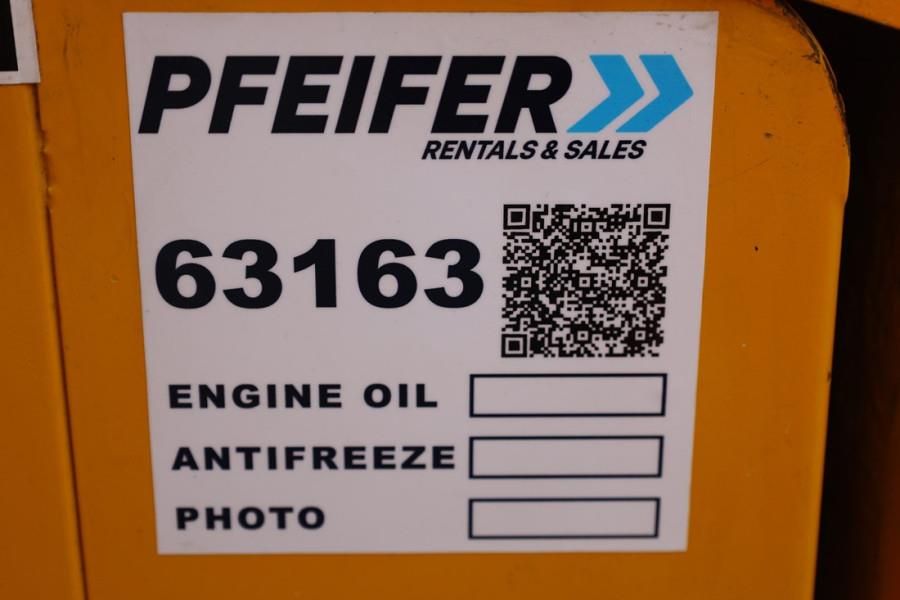 PFEIFER
RENTALS & SALES
63163
ENGINE OIL
ANTIFREEZE
PHOTO